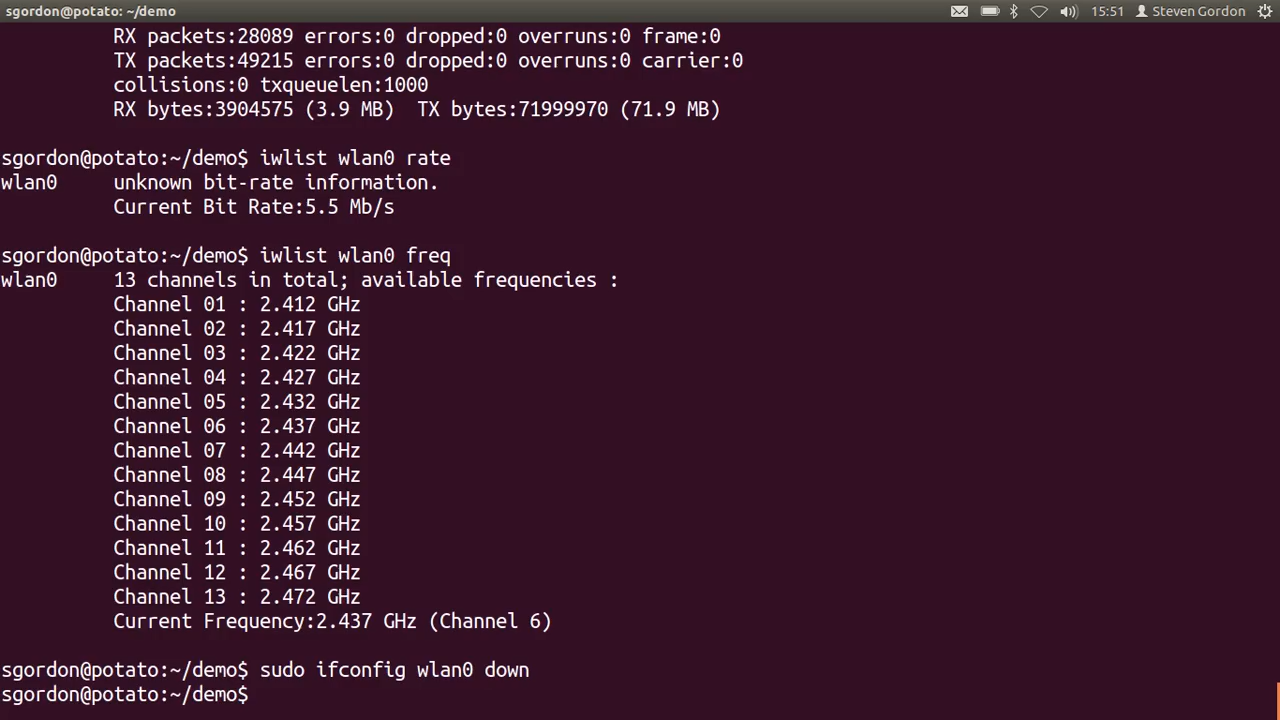 sgordon@potato: ~/demo 15:51 Steven Gordon
RX packets:28089 errors:0 dropped:0 overruns:0 frame:0
TX packets:49215 errors:0 dropped:0 overruns:0 carrier:0
collisions:0 txqueuelen:1000
RX bytes:3904575 (3.9 MB)  TX bytes:71999970 (71.9 MB)
sgordon@potato:~/demo$ iwlist wlan0 rate
wlan0     unknown bit-rate information.
Current Bit Rate:5.5 Mb/s
sgordon@potato:~/demo$ iwlist wlan0 freq
wlan0     13 channels in total; available frequencies :
Channel 01 : 2.412 GHz
Channel 02 : 2.417 GHz
Channel 03 : 2.422 GHz
Channel 04 : 2.427 GHz
Channel 05 : 2.432 GHz
Channel 06 : 2.437 GHz
Channel 07 : 2.442 GHz
Channel 08 : 2.447 GHz
Channel 09 : 2.452 GHz
Channel 10 : 2.457 GHz
Channel 11 : 2.462 GHz
Channel 12 : 2.467 GHz
Channel 13 : 2.472 GHz
Current Frequency:2.437 GHz (Channel 6)
sgordon@potato:~/demo$ sudo ifconfig wlan0 down
sgordon@potato:~/demo$